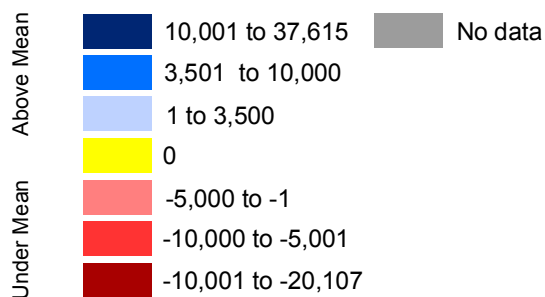 Above Mean
10,001 to 37,615
No data
3,501 to 10,000
1 to 3,500
0
Under Mean
-5,000 to -1
-10,000 to -5,001
-10,001 to -20,107